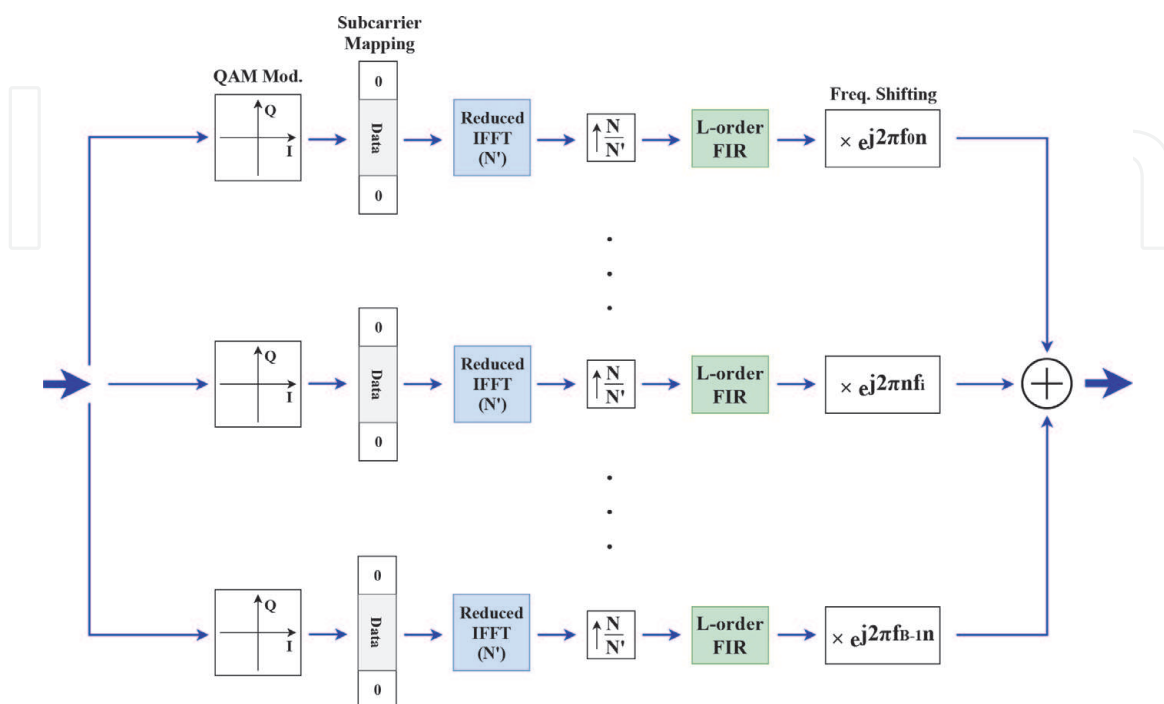 Subcarrier
Mapping
QAM Mod.
Freq. Shifting
Q
I
0
Data
0
Reduced
IFFT
(N')
↑ N
N'
L-order
FIR
× ej2πf0n
Q
I
0
Data
0
Reduced
IFFT
(N')
↑ N
N'
L-order
FIR
× ej2πnfi
Q
I
0
Data
0
Reduced
IFFT
(N')
↑ N
N'
L-order
FIR
× ej2πfB-1n